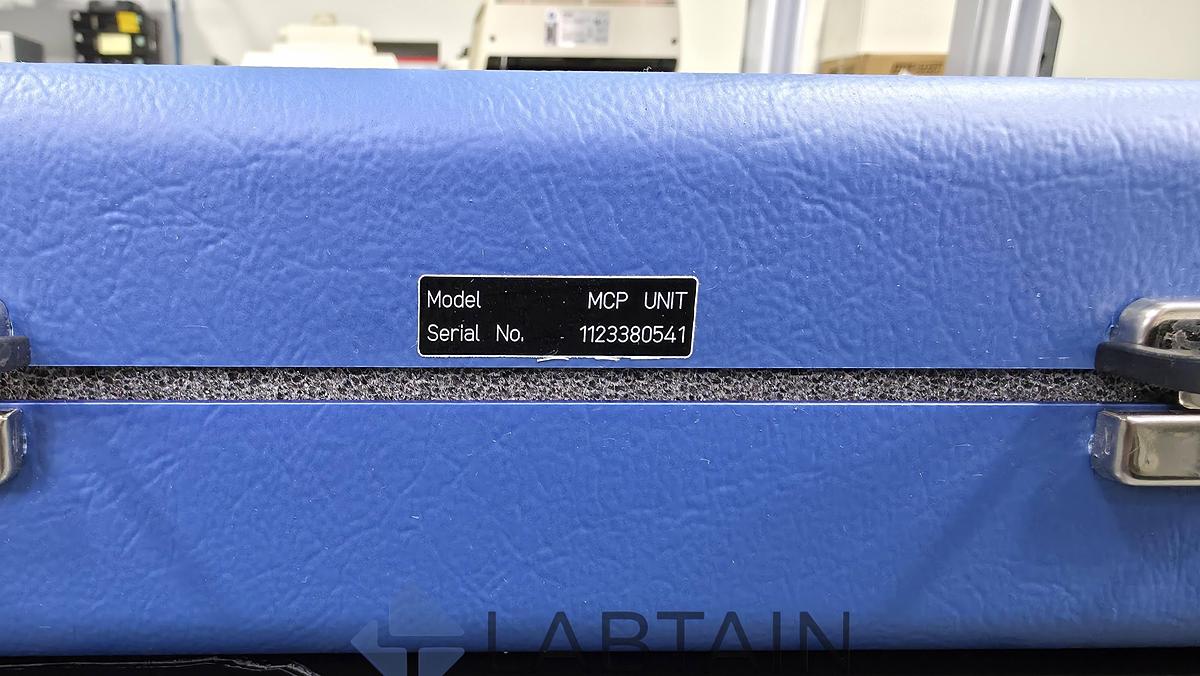 Model MCP UNIT
Serial No. 1123380541
LABTAIN